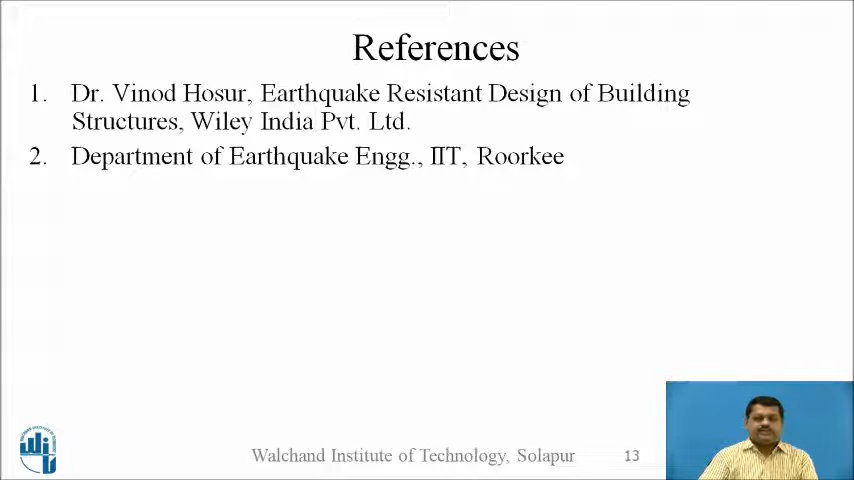 References
1. Dr. Vinod Hosur, Earthquake Resistant Design of Building
Structures, Wiley India Pvt. Ltd.
2. Department of Earthquake Engg., IIT, Roorkee
Walchand Institute of Technology, Solapur 13